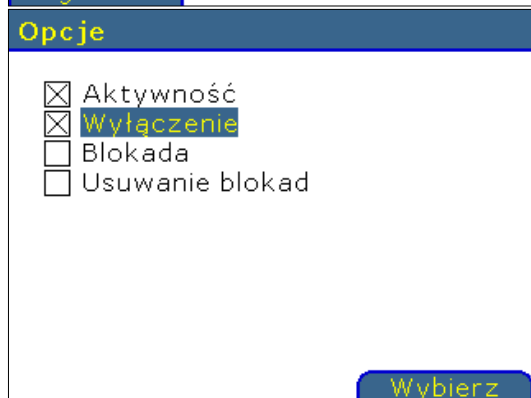 Opcje
Aktywność
Wyłączenie
Blokada
Usuwanie blokad
Wybierz